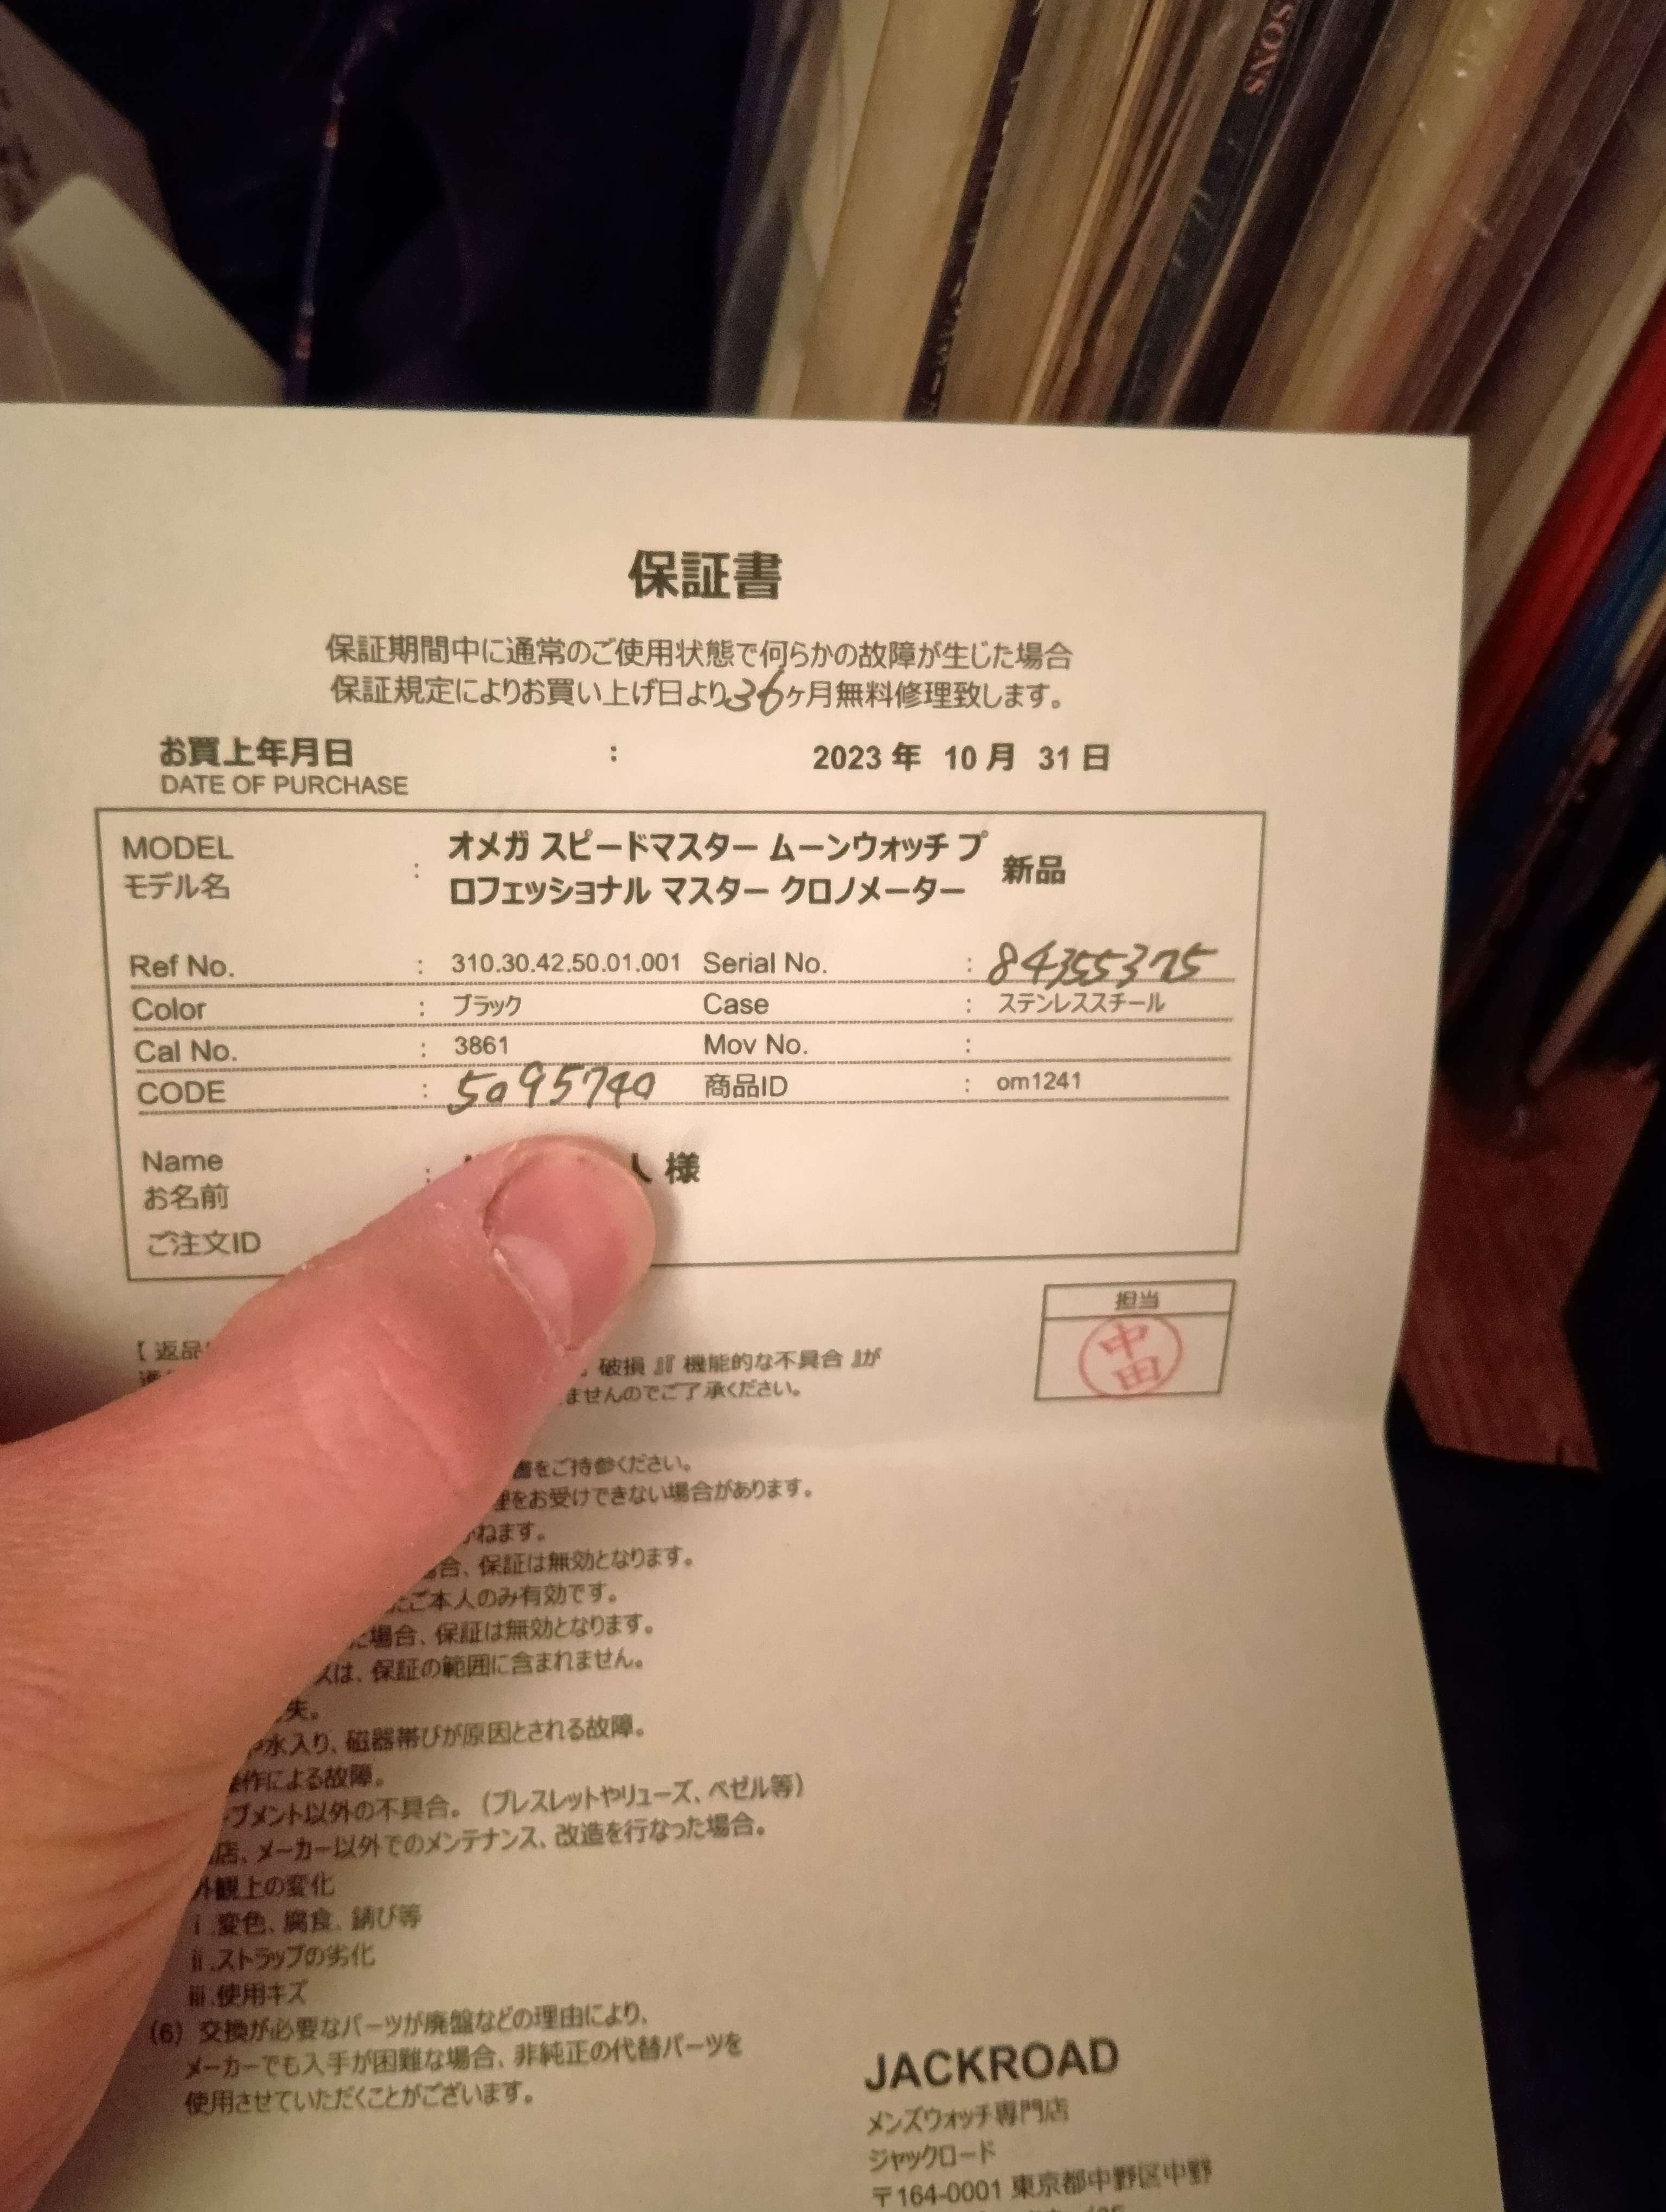 SONS
保証書
保証期間中に通常のご使用状態で何らかの故障が生じた場合
保証規定によりお買い上げ日より36ヶ月無料修理致します。
お買上年月日 : 2023 年 10 月 31 日
DATE OF PURCHASE
MODEL
モデル名 : オメガ スピードマスター ムーンウォッチ プ
ロフェッショナル マスター クロノメーター 新品
Ref No. : 310.30.42.50.01.001 Serial No. : 84355375
Color : ブラック Case : ステンレススチール
Cal No. : 3861 Mov No. :
CODE : 5095740 商品ID : om1241
Name
お名前 : 人 様
ご注文ID
担当
中田
【返品
破損 』『 機能的な不具合 』が
ませんのでご了承ください。
書をご持参ください。
理をお受けできない場合があります。
かねます。
合、保証は無効となります。
たご本人のみ有効です。
た場合、保証は無効となります。
スは、保証の範囲に含まれません。
失。
や水入り、磁器帯びが原因とされる故障。
操作による故障。
ーブメント以外の不具合。(ブレスレットやリューズ、ベゼル等)
店、メーカー以外でのメンテナンス、改造を行なった場合。
外観上の変化
ⅰ.変色、腐食、錆び等
ⅱ.ストラップの劣化
ⅲ.使用キズ
(6) 交換が必要なパーツが廃盤などの理由により、
メーカーでも入手が困難な場合、非純正の代替パーツを
使用させていただくことがございます。
JACKROAD
メンズウォッチ専門店
ジャックロード
〒164-0001 東京都中野区中野